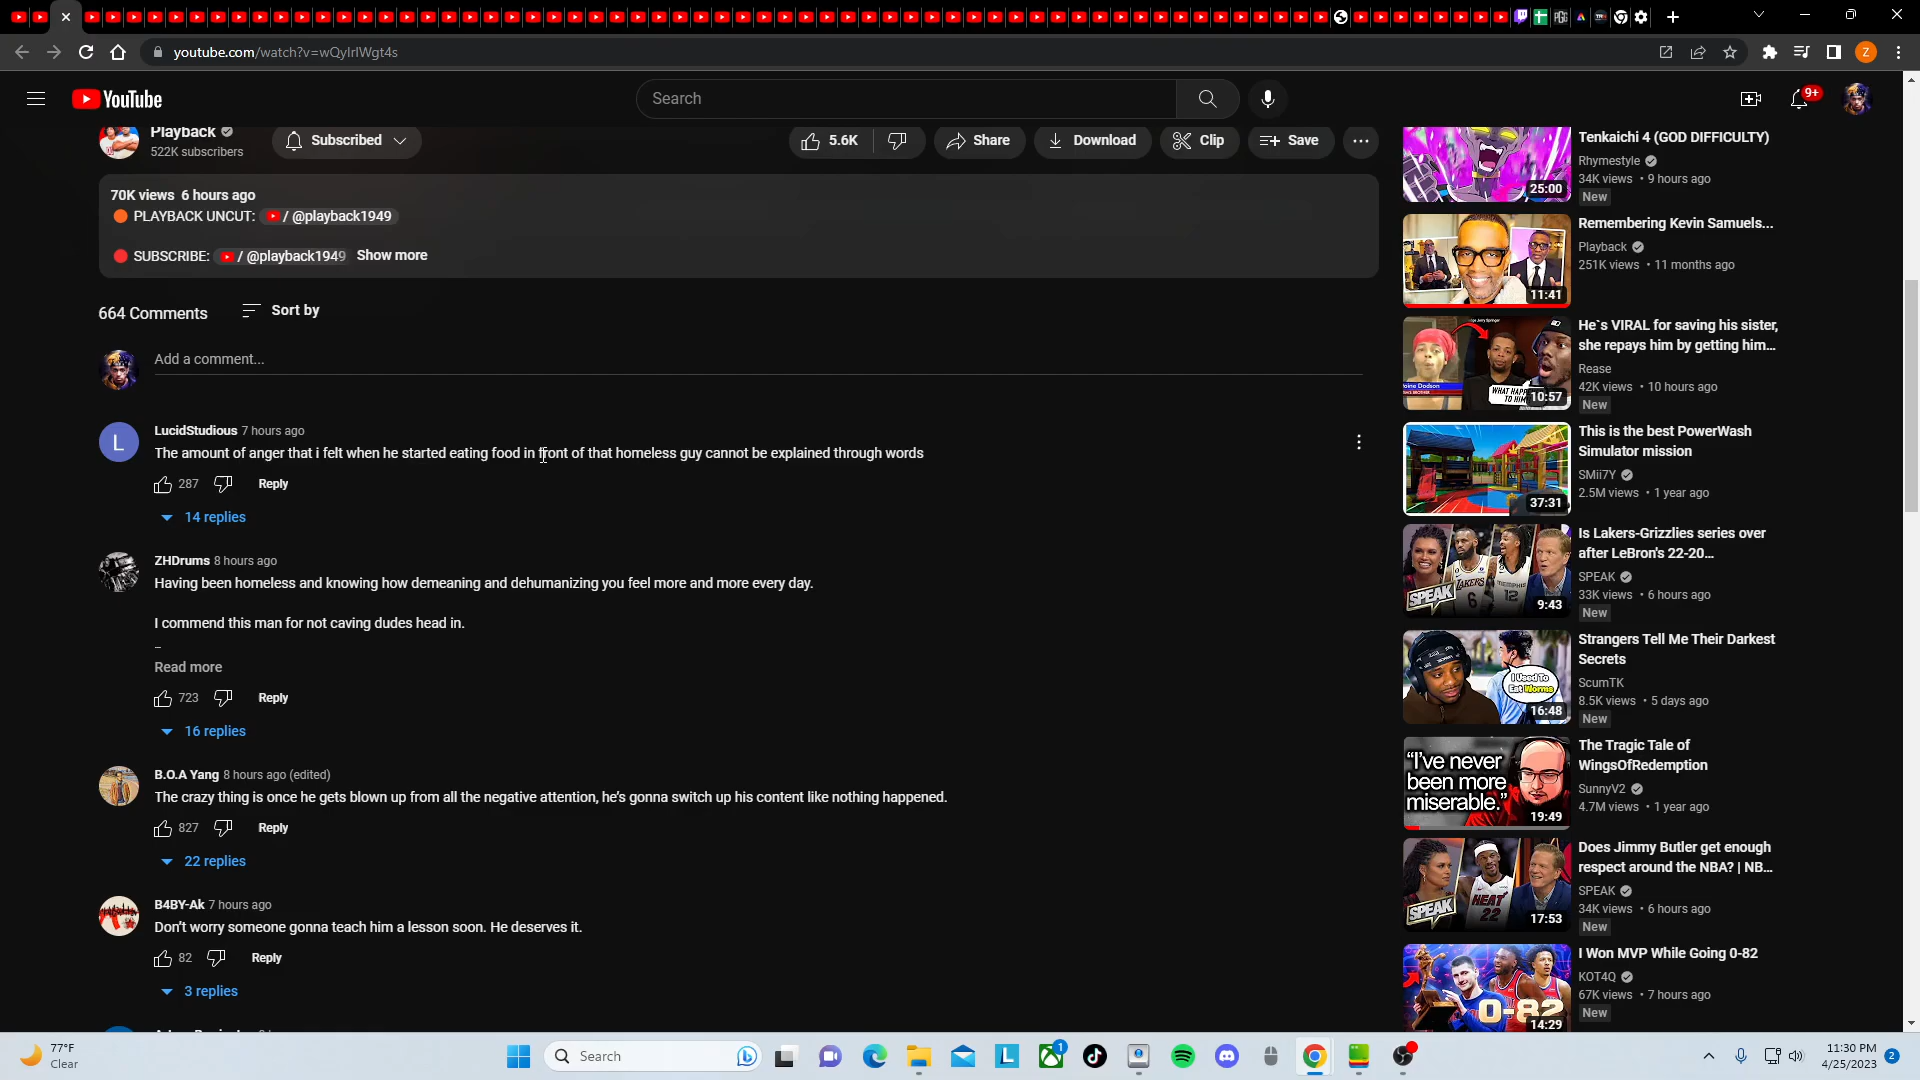 youtube.com/watch?v=wQylrlWgt4s
YouTube
Search
9+
Playback
522K subscribers
Subscribed
5.6K
Share
Download
Clip
Save
70K views 6 hours ago
PLAYBACK UNCUT: / @playback1949
SUBSCRIBE: / @playback1949 Show more
664 Comments
Sort by
Add a comment...
L
LucidStudious 7 hours ago
The amount of anger that i felt when he started eating food in front of that homeless guy cannot be explained through words
287
Reply
14 replies
ZHDrums 8 hours ago
Having been homeless and knowing how demeaning and dehumanizing you feel more and more every day.
I commend this man for not caving dudes head in.
Read more
723
Reply
16 replies
B.O.A Yang 8 hours ago (edited)
The crazy thing is once he gets blown up from all the negative attention, he's gonna switch up his content like nothing happened.
827
Reply
22 replies
B4BY-Ak 7 hours ago
Don't worry someone gonna teach him a lesson soon. He deserves it.
82
Reply
3 replies
Tenkaichi 4 (GOD DIFFICULTY)
Rhymestyle
34K views • 9 hours ago
New
25:00
Remembering Kevin Samuels...
Playback
251K views • 11 months ago
11:41
He`s VIRAL for saving his sister,
she repays him by getting him...
Rease
42K views • 10 hours ago
New
10:57
This is the best PowerWash
Simulator mission
SMii7Y
2.5M views • 1 year ago
37:31
Is Lakers-Grizzlies series over
after LeBron's 22-20...
SPEAK
33K views • 6 hours ago
New
SPEAK
9:43
Strangers Tell Me Their Darkest
Secrets
ScumTK
8.5K views • 5 days ago
New
I Used To
Eat Worms
16:48
The Tragic Tale of
WingsOfRedemption
SunnyV2
4.7M views • 1 year ago
"I've never
been more
miserable."
19:49
Does Jimmy Butler get enough
respect around the NBA? | NB...
SPEAK
34K views • 6 hours ago
New
SPEAK
HEAT
22
17:53
I Won MVP While Going 0-82
KOT4Q
67K views • 7 hours ago
New
0-82
14:29
77°F
Clear
Search
1
11:30 PM
4/25/2023
2
Z